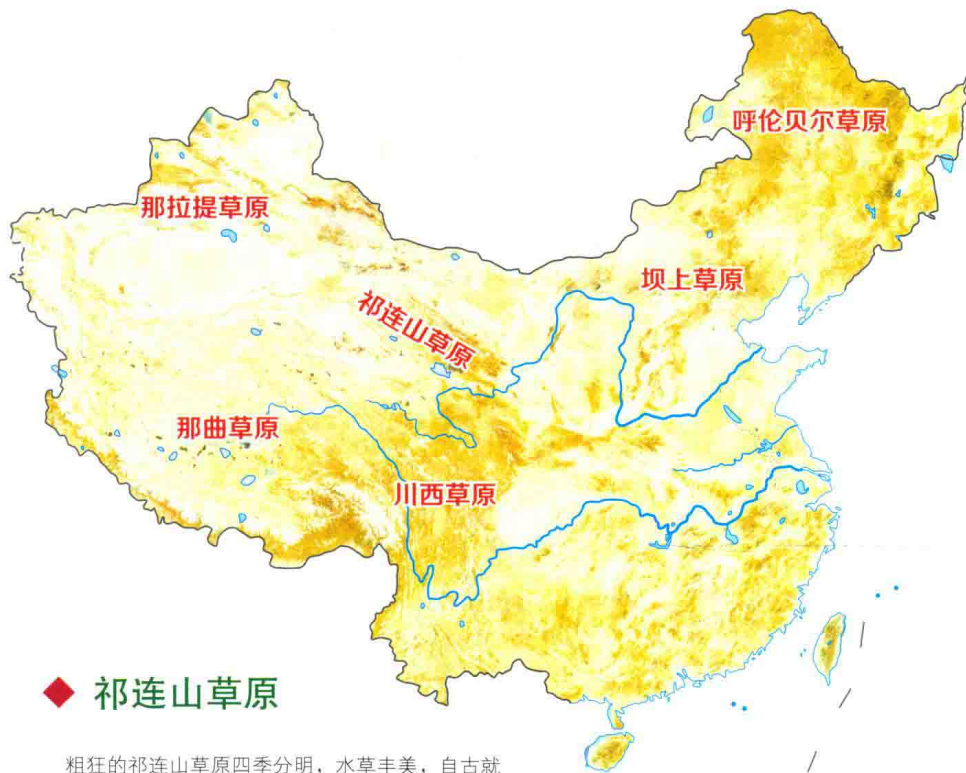 呼伦贝尔草原
那拉提草原
坝上草原
祁连山草原
那曲草原
川西草原
◆ 祁连山草原
粗狂的祁连山草原四季分明，水草丰美，自古就